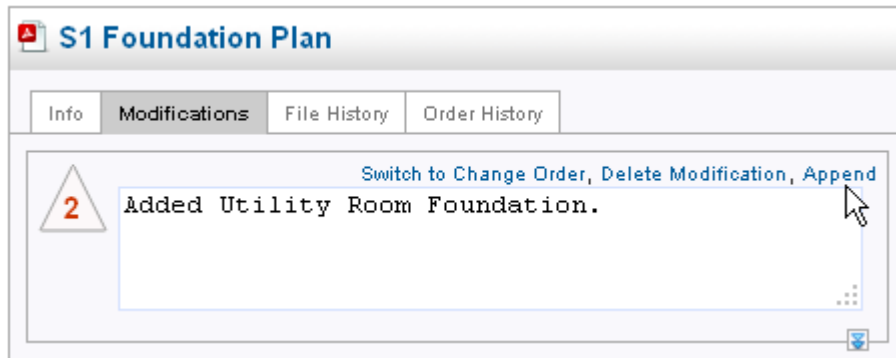 S1 Foundation Plan
Info Modifications File History Order History
Switch to Change Order, Delete Modification, Append
2
Added Utility Room Foundation.